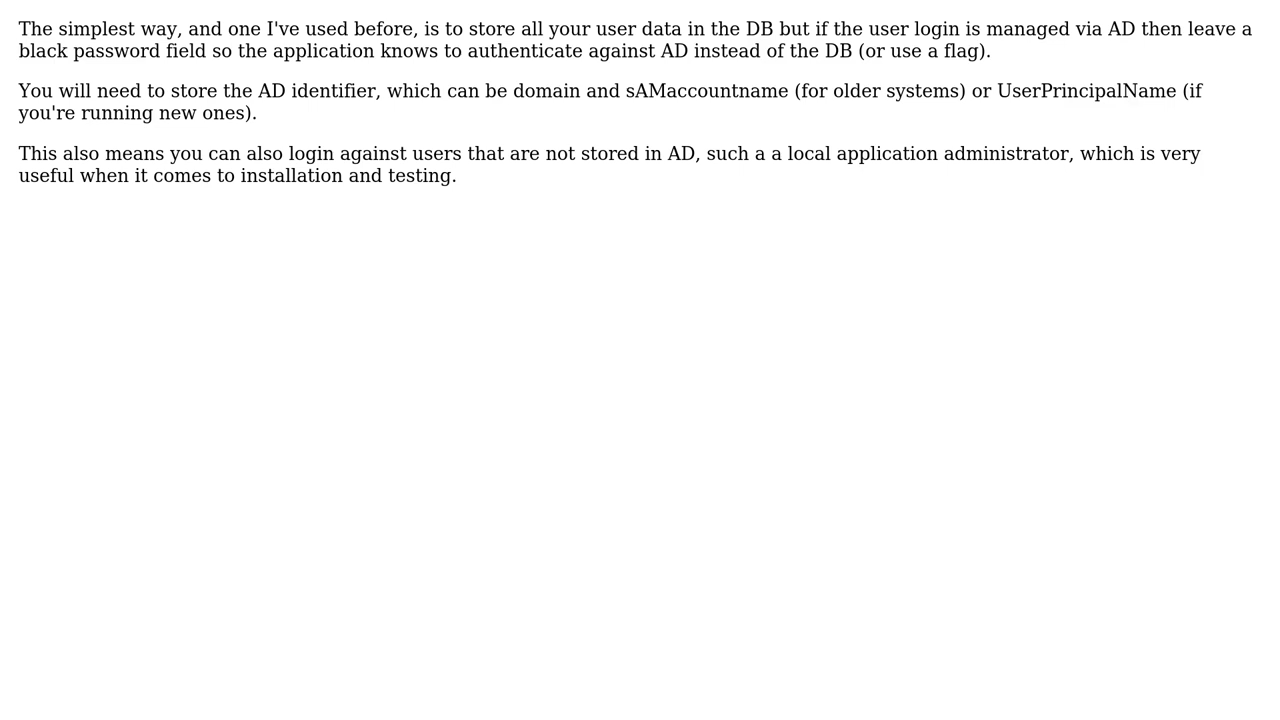 The simplest way, and one I've used before, is to store all your user data in the DB but if the user login is managed via AD then leave a
black password field so the application knows to authenticate against AD instead of the DB (or use a flag).
You will need to store the AD identifier, which can be domain and sAMaccountname (for older systems) or UserPrincipalName (if
you're running new ones).
This also means you can also login against users that are not stored in AD, such a a local application administrator, which is very
useful when it comes to installation and testing.